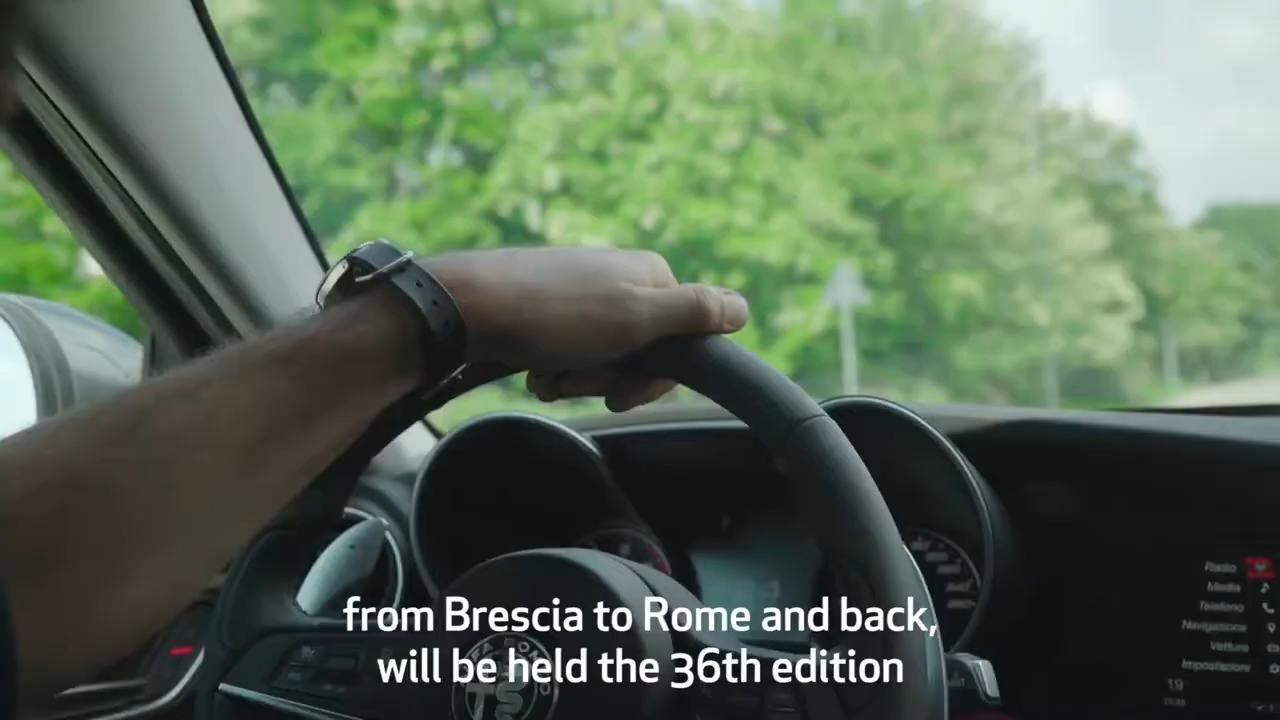 Radio
Media
Telefono
Navigazione
Vettura
Impostazioni
19
from Brescia to Rome and back,
will be held the 36th edition